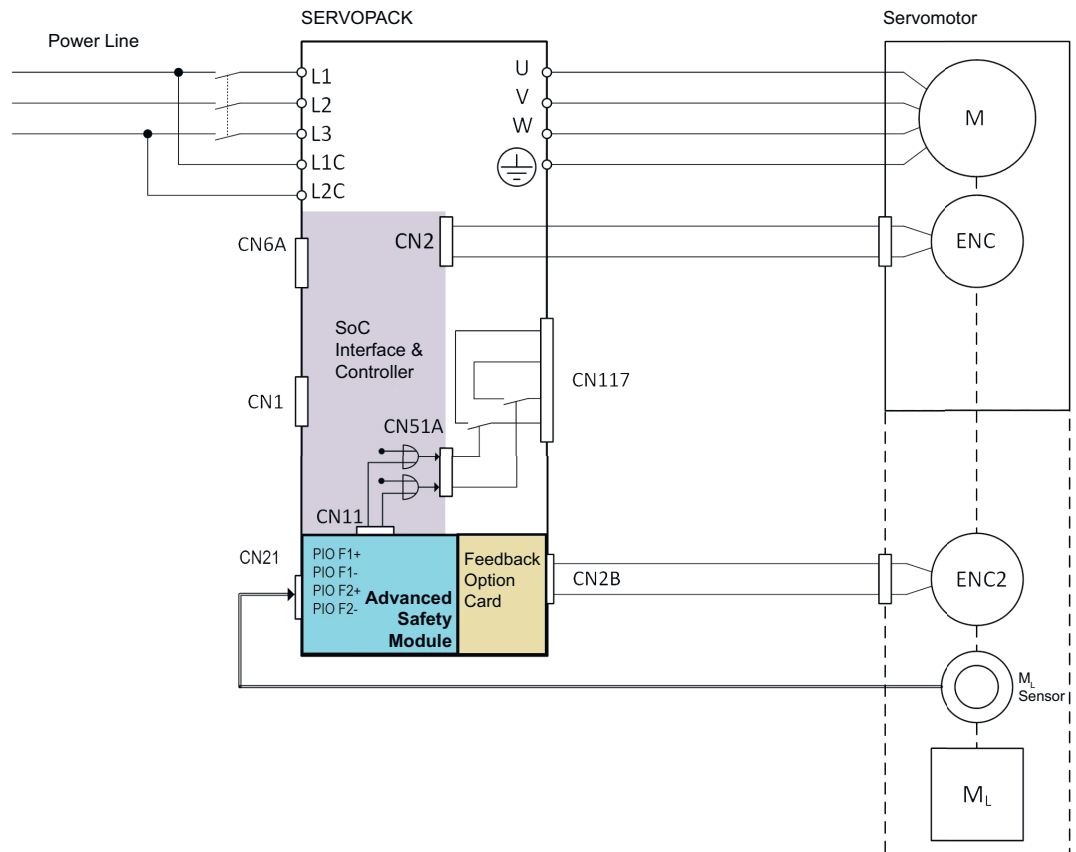 SERVOPACK
Servomotor
Power Line
L1
L2
L3
L1C
L2C
U
V
W
M
CN6A
CN2
ENC
SoC
Interface &
Controller
CN1
CN117
CN51A
CN11
CN21
PIO F1+
PIO F1-
PIO F2+
PIO F2-
Advanced
Safety
Module
Feedback
Option
Card
CN2B
ENC2
ML
Sensor
ML